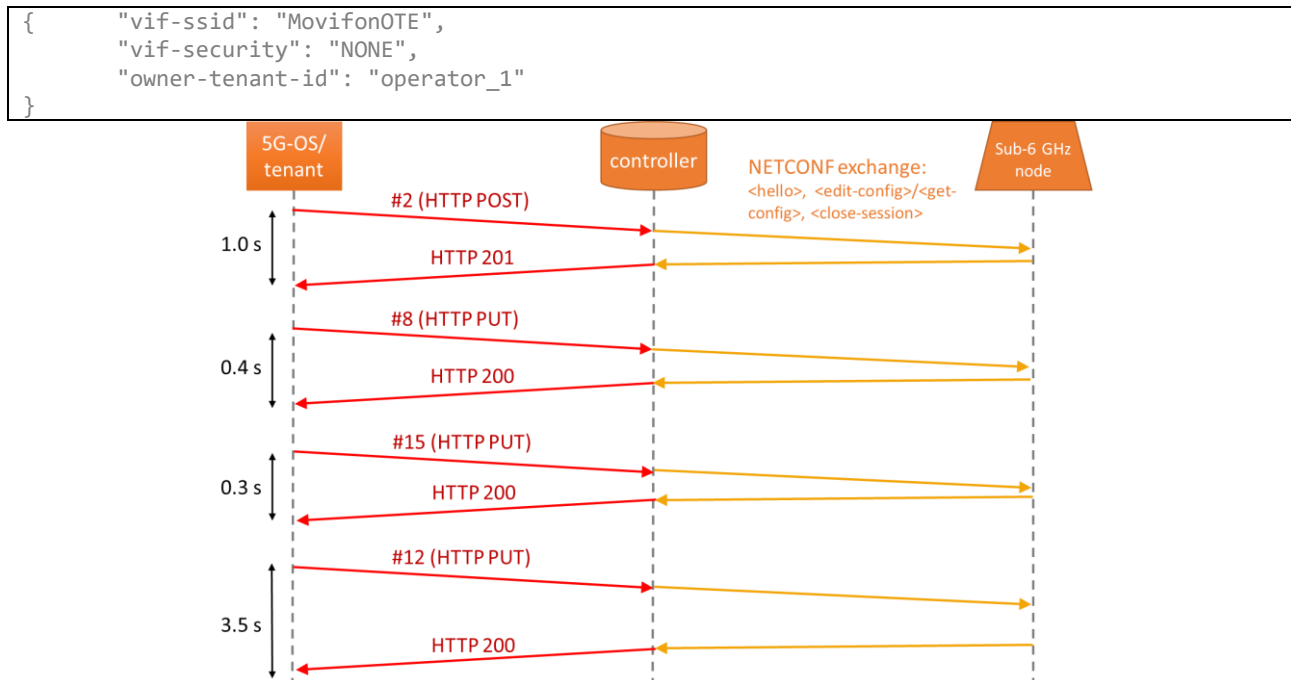 { "vif-ssid": "MovifonOTE",
"vif-security": "NONE",
"owner-tenant-id": "operator_1"
}
5G-OS/
tenant
controller
Sub-6 GHz
node
NETCONF exchange:
<hello>, <edit-config>/<get-
config>, <close-session>
#2 (HTTP POST)
1.0 s
HTTP 201
#8 (HTTP PUT)
0.4 s
HTTP 200
#15 (HTTP PUT)
0.3 s
HTTP 200
#12 (HTTP PUT)
3.5 s
HTTP 200